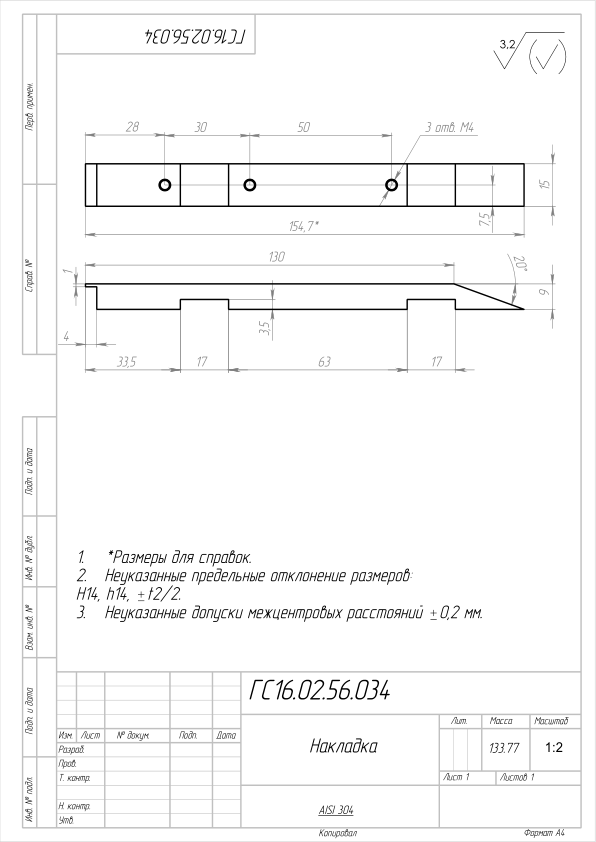 ГС16.02.56.034
3,2
Перв. примен.
28
30
50
3 отв. М4
15
7,5
154,7*
Справ. №
130
20°
1
9
3,5
4
33,5
17
63
17
Подп. и дата
Инв. № дубл.
Взам. инв. №
Подп. и дата
Инв. № подл.
1. *Размеры для справок.
2. Неуказанные предельные отклонение размеров:
H14, h14, ±t2/2.
3. Неуказанные допуски межцентровых расстояний ±0,2 мм.
ГС16.02.56.034
Изм. Лист № докум. Подп. Дата
Разраб.
Пров.
Т. контр.
Н. контр.
Утв.
Накладка
Лит. Масса Масштаб
133.77 1:2
Лист 1 Листов 1
AISI 304
Копировал Формат А4